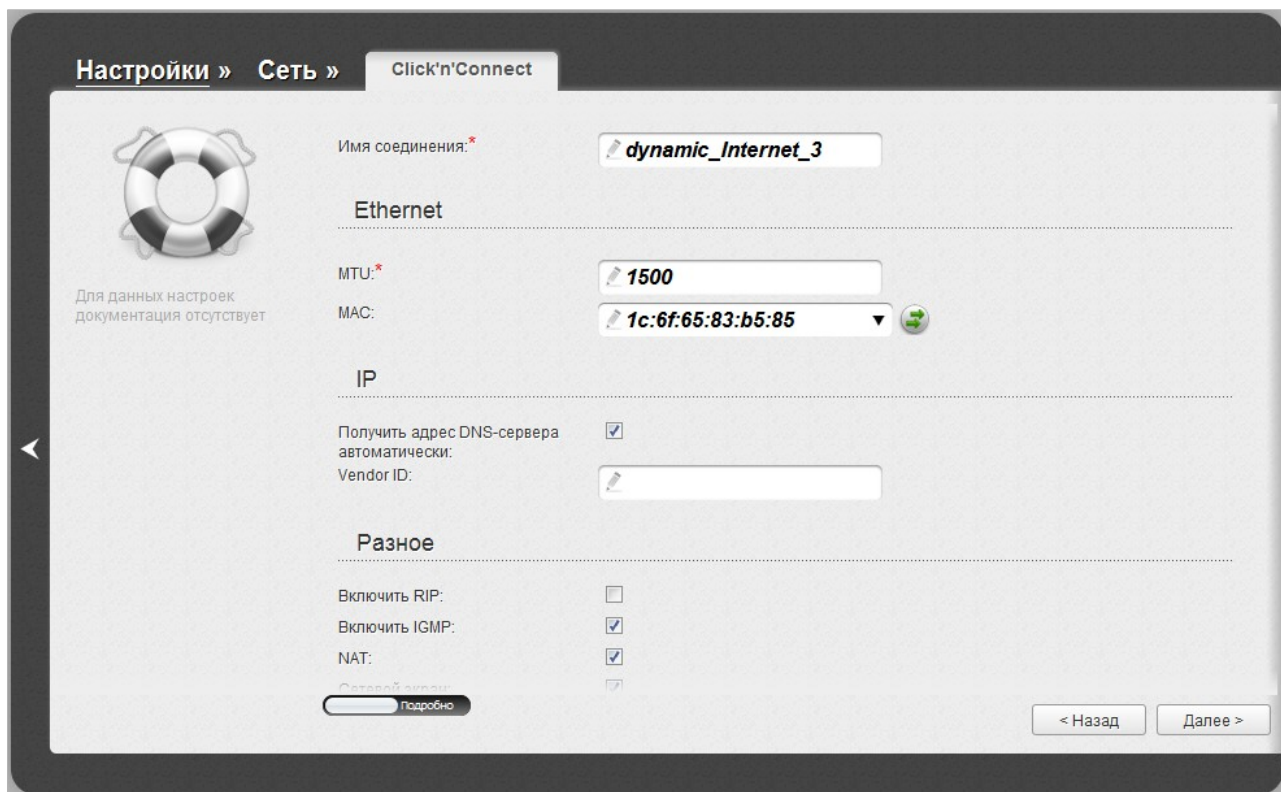 Настройки » Сеть » Click'n'Connect
Имя соединения:* dynamic_Internet_3
Ethernet
MTU:* 1500
Для данных настроек
документация отсутствует
MAC: 1c:6f:65:83:b5:85
IP
Получить адрес DNS-сервера
автоматически:
Vendor ID:
Разное
Включить RIP:
Включить IGMP:
NAT:
Сетевой экран:
Подробно
< Назад Далее >